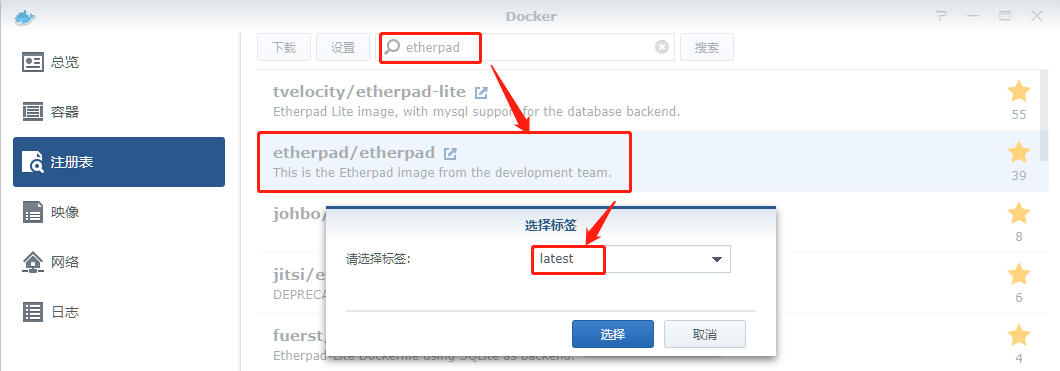 Docker
总览
容器
注册表
映像
网络
日志
下载 设置 etherpad 搜索
tvelocity/etherpad-lite
Etherpad Lite image, with mysql support for the database backend.
55
etherpad/etherpad
This is the Etherpad image from the development team.
39
johbo/
8
jitsi/e
DEPRECA
6
fuerst/
Etherpad-Lite Dockerfile using SQLite as backend.
4
选择标签
请选择标签: latest
选择 取消